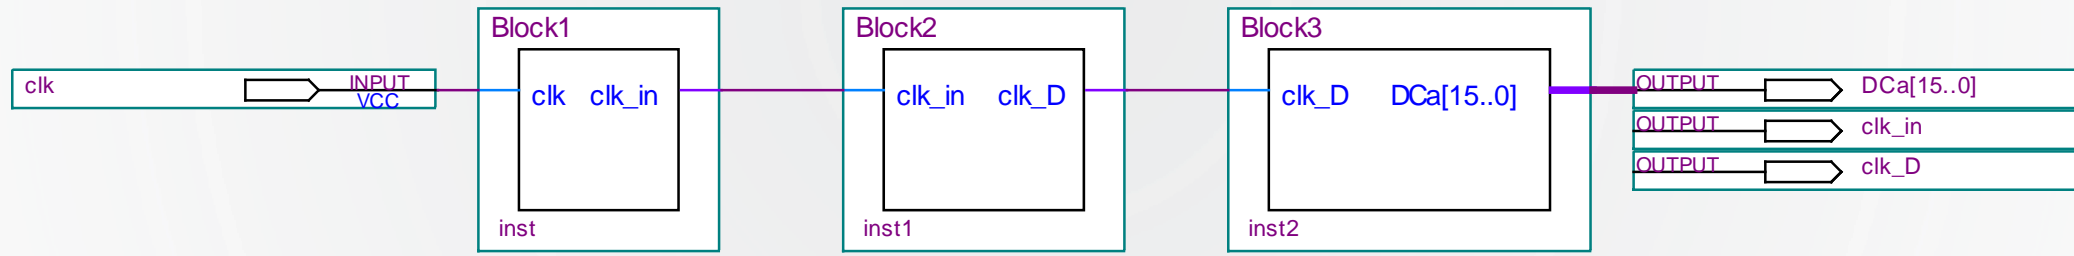 clk
INPUT
VCC
Block1
clk clk_in
inst
Block2
clk_in clk_D
inst1
Block3
clk_D DCa[15..0]
inst2
OUTPUT DCa[15..0]
OUTPUT clk_in
OUTPUT clk_D